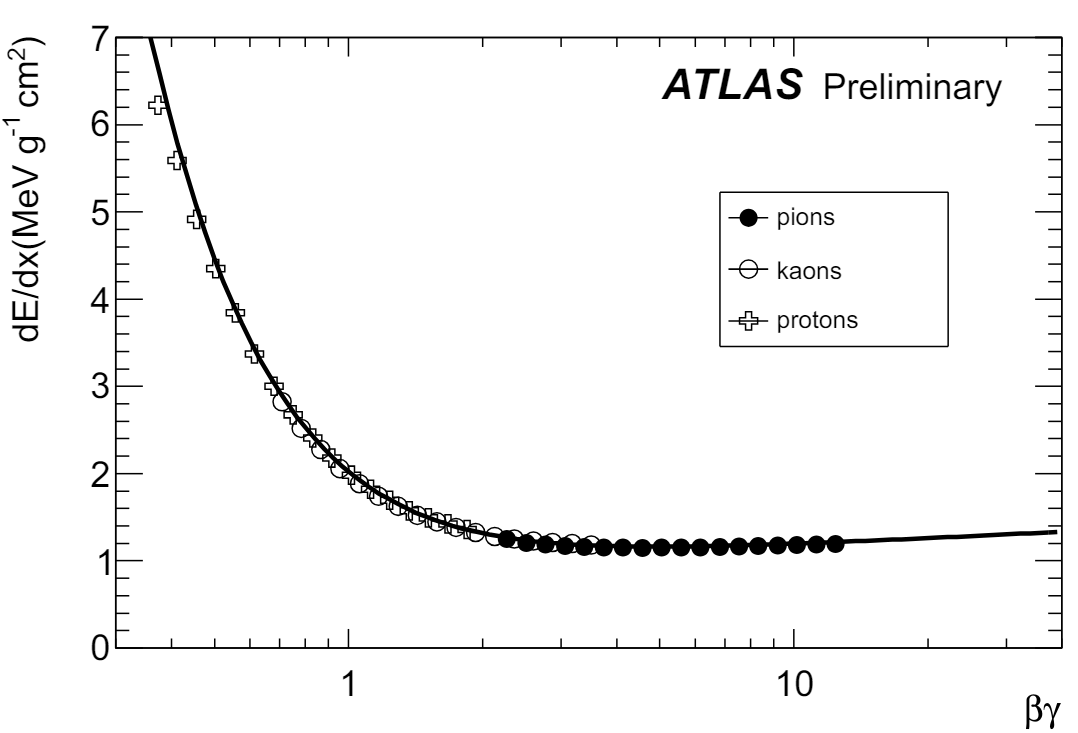 dE/dx(MeV g⁻¹ cm²)
7
6
5
4
3
2
1
0
ATLAS Preliminary
pions
kaons
protons
1
10
βγ